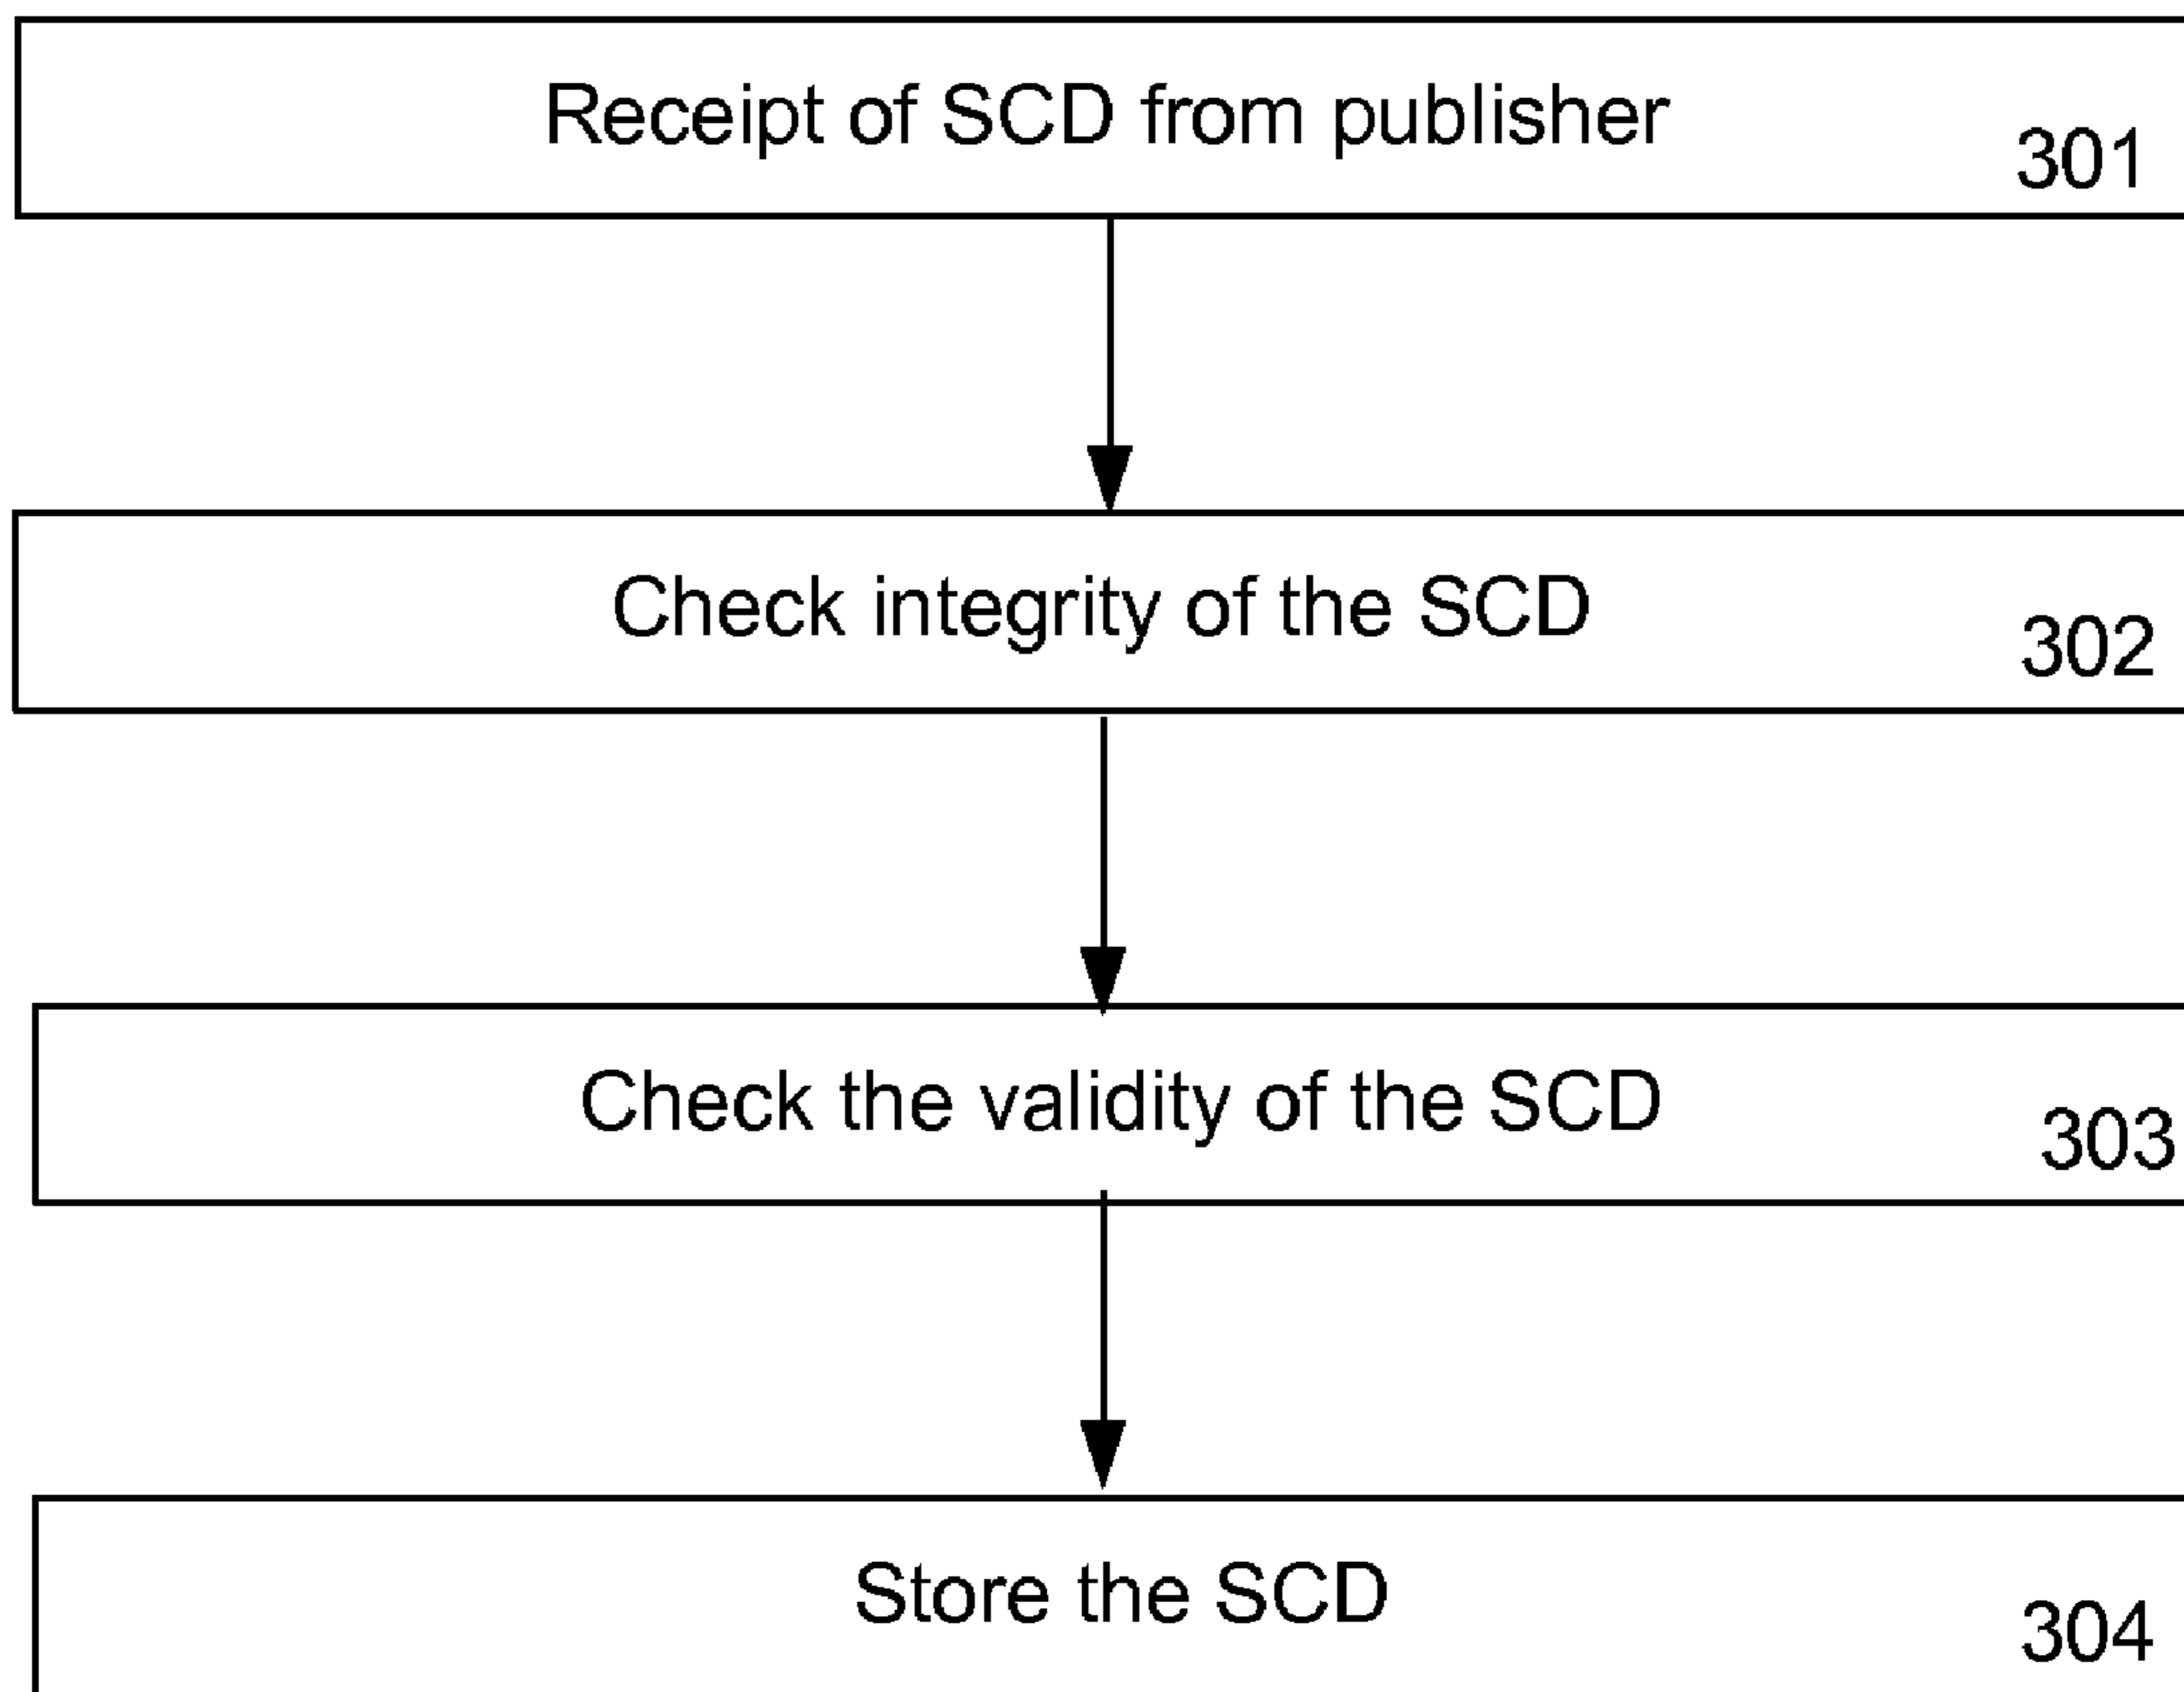 Receipt of SCD from publisher
301
Check integrity of the SCD
302
Check the validity of the SCD
303
Store the SCD
304